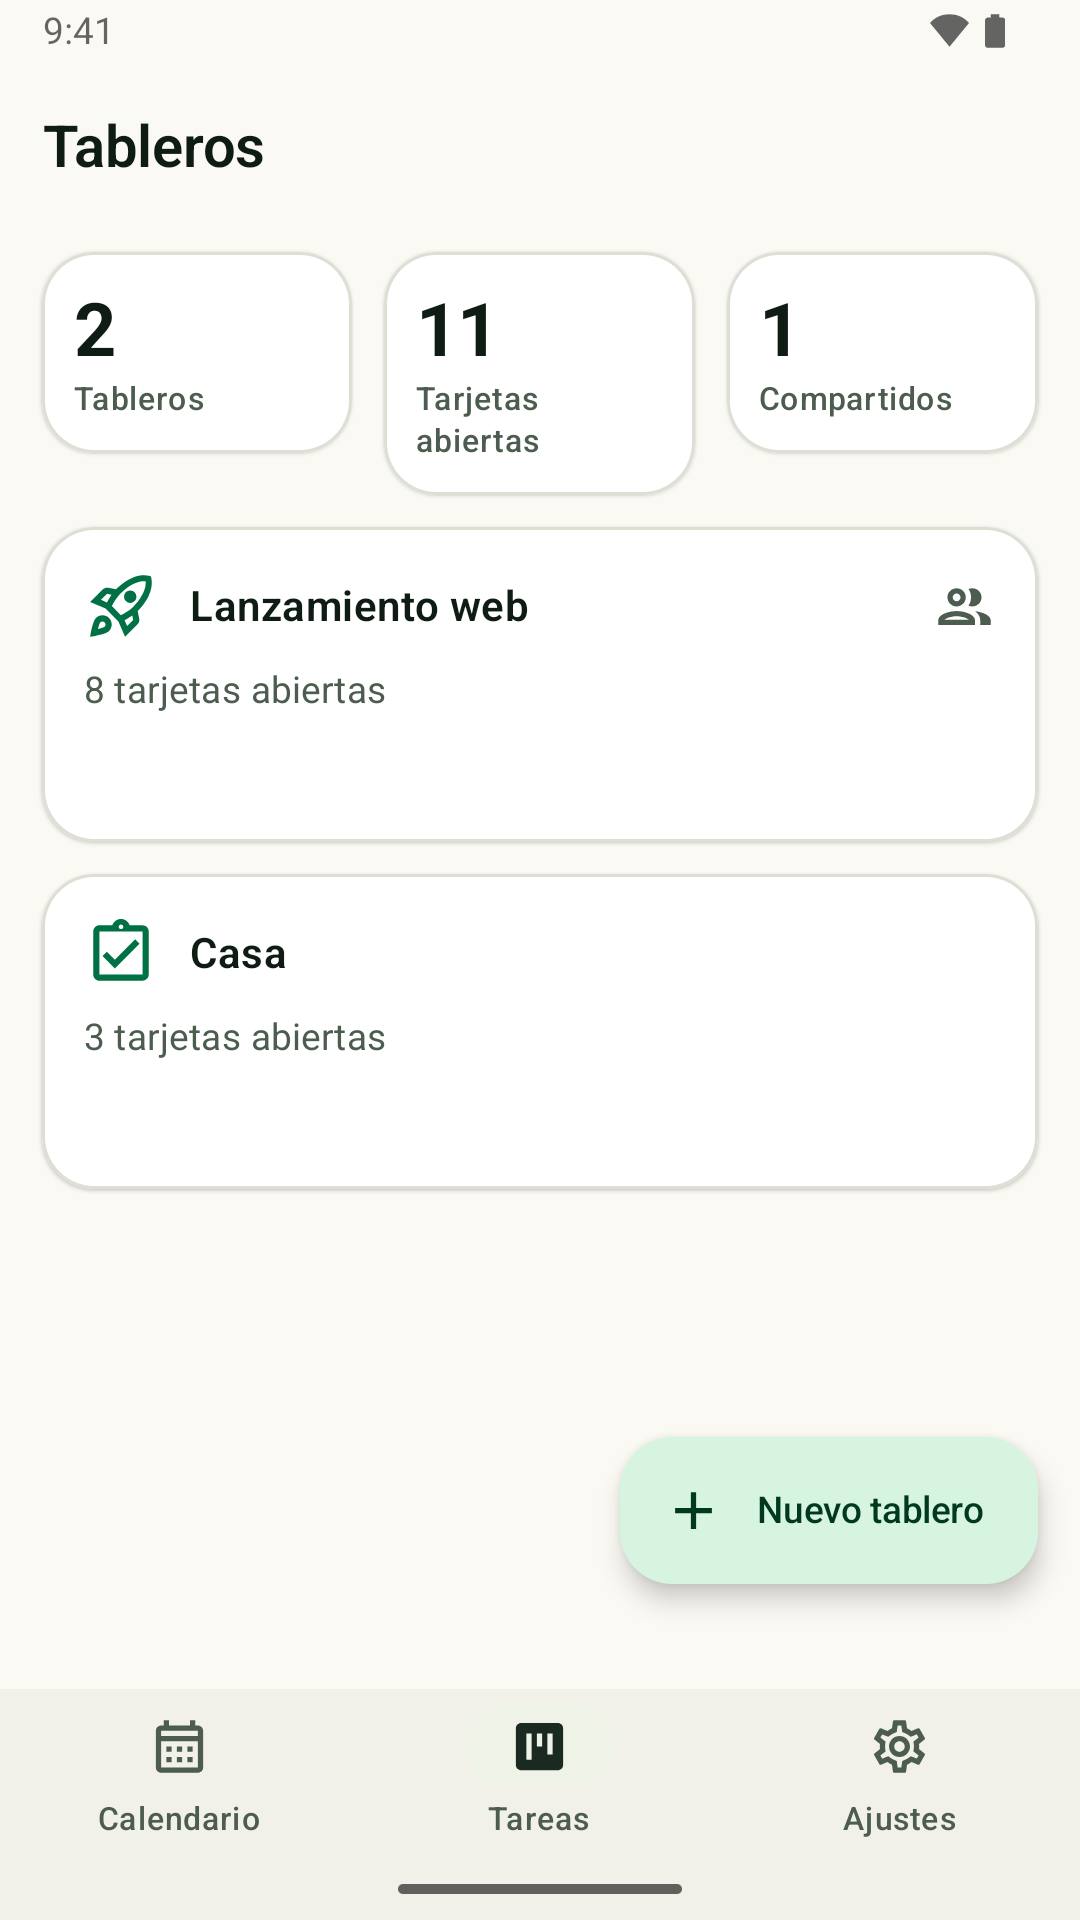 9:41
Tableros
2
Tableros
11
Tarjetas
abiertas
1
Compartidos
Lanzamiento web
8 tarjetas abiertas
Casa
3 tarjetas abiertas
Nuevo tablero
Calendario
Tareas
Ajustes